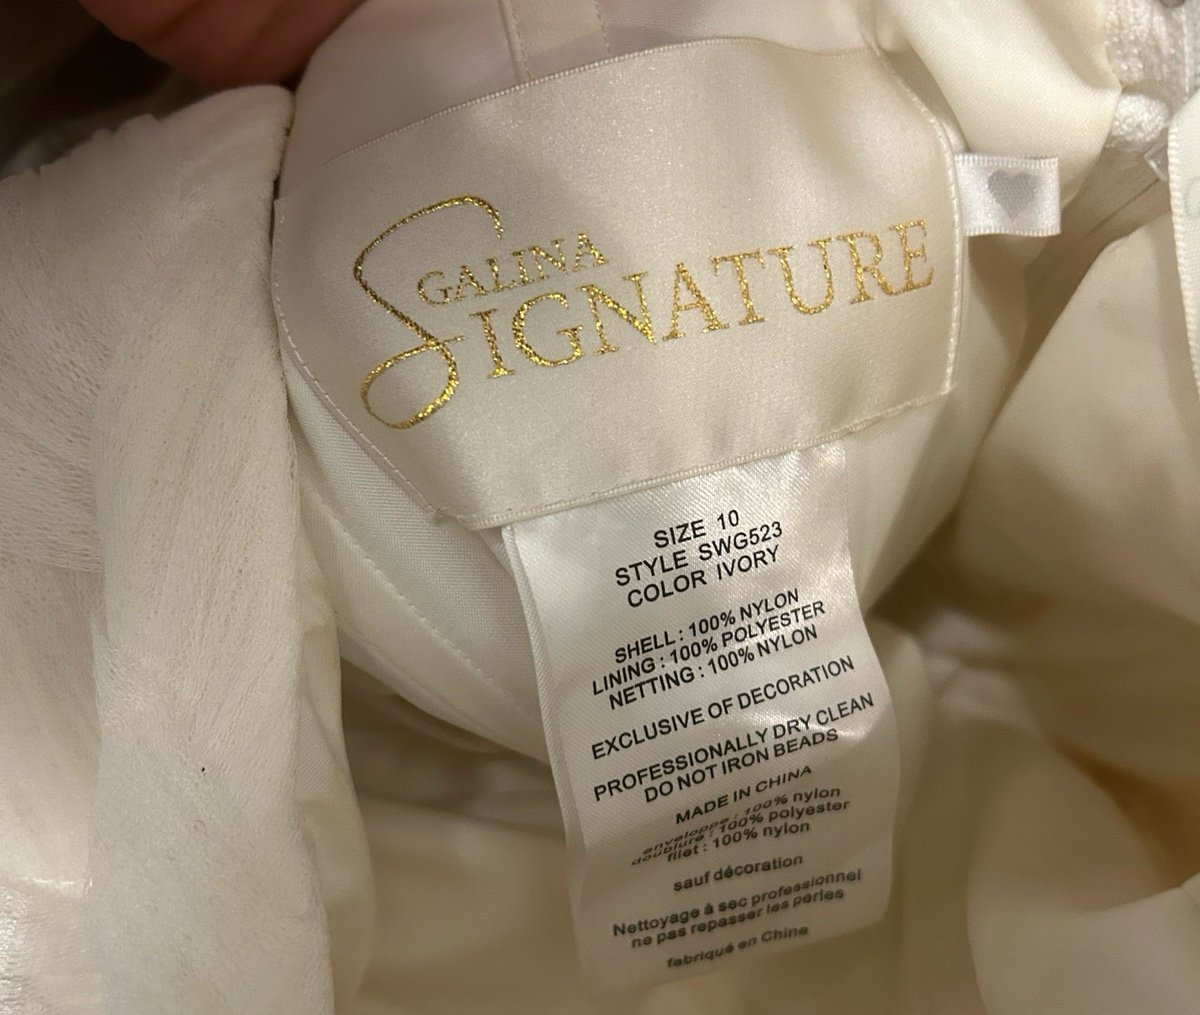 GALINA
SIGNATURE
SIZE 10
STYLE SWG523
COLOR IVORY
SHELL : 100% NYLON
LINING : 100% POLYESTER
NETTING : 100% NYLON
EXCLUSIVE OF DECORATION
PROFESSIONALLY DRY CLEAN
DO NOT IRON BEADS
MADE IN CHINA
enveloppe : 100% nylon
doublure : 100% polyester
filet : 100% nylon
sauf décoration
Nettoyage à sec professionnel
ne pas repasser les perles
fabriqué en Chine